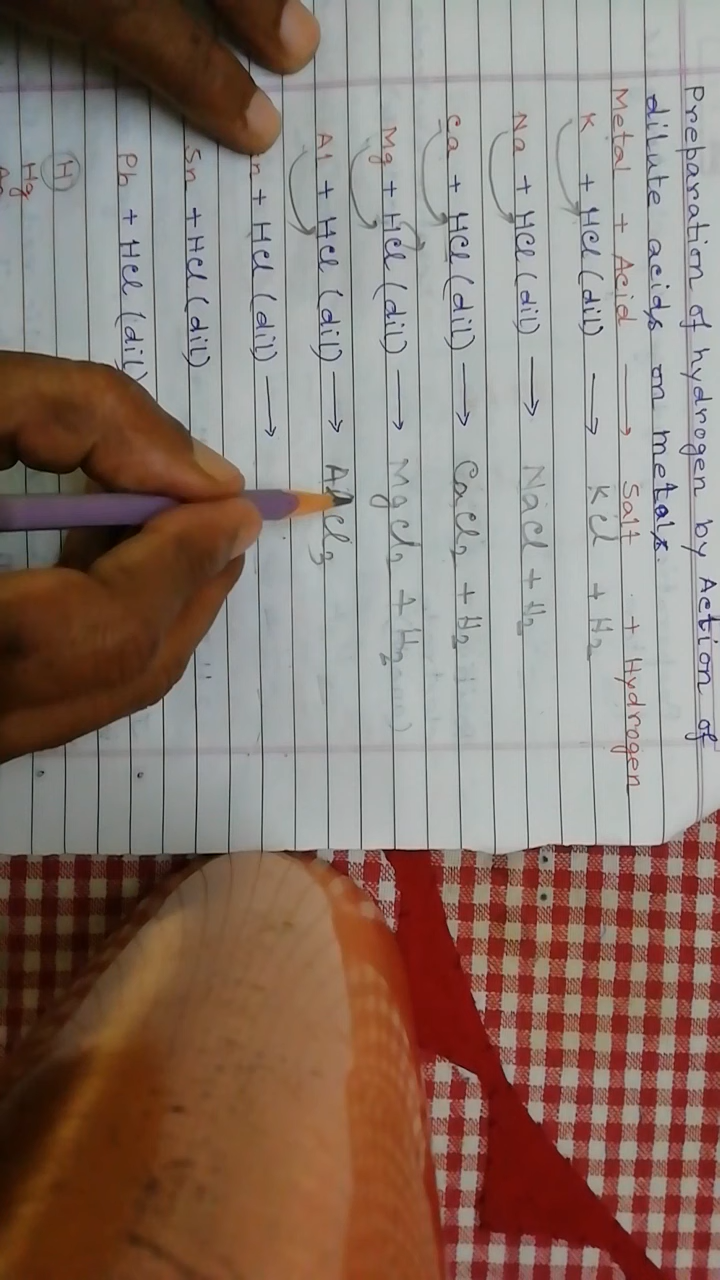 Preparation of hydrogen by Action of
dilute acids on metals.
Metal + Acid → Salt + Hydrogen
K + HCl (dil) → KCl + H₂
Na + HCl (dil) → NaCl + H₂
Ca + HCl (dil) → CaCl₂ + H₂
Mg + HCl (dil) → MgCl₂ + H₂
Al + HCl (dil) → AlCl₃
n + HCl (dil) →
Sn + HCl (dil)
Pb + HCl (dil)
H
Hg